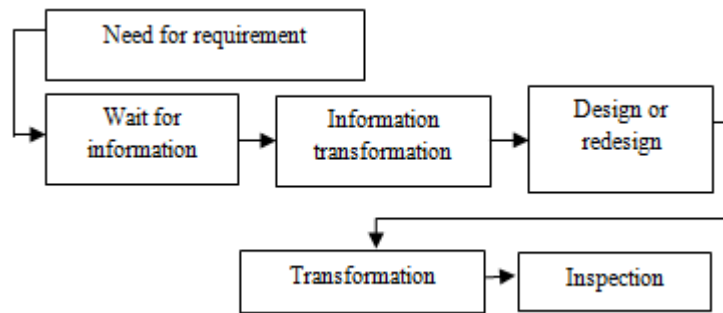 Need for requirement
Wait for
information
Information
transformation
Design or
redesign
Transformation
Inspection